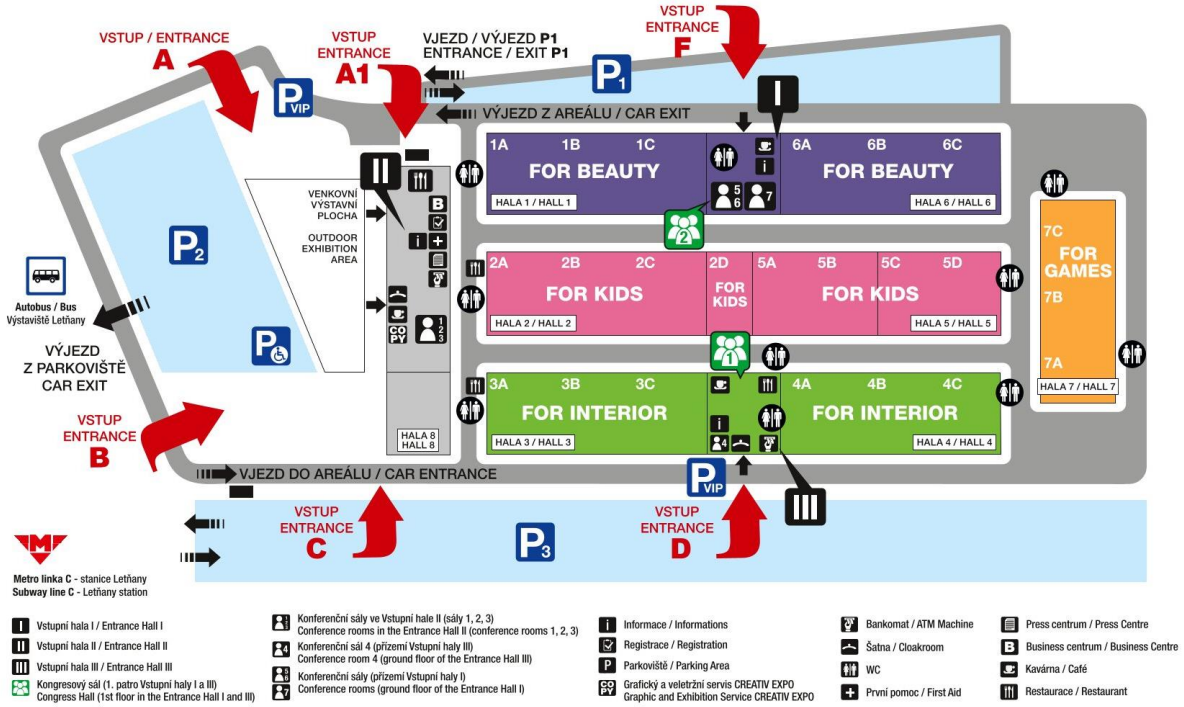 VSTUP / ENTRANCE
A
VSTUP
ENTRANCE
A1
VJEZD / VÝJEZD P1
ENTRANCE / EXIT P1
VSTUP
ENTRANCE
F
P VIP
P1
I
VÝJEZD Z AREÁLU / CAR EXIT
II
1A 1B 1C
FOR BEAUTY
HALA 1 / HALL 1
i
5
6
7
2
6A 6B 6C
FOR BEAUTY
HALA 6 / HALL 6
VENKOVNÍ
VÝSTAVNÍ
PLOCHA
OUTDOOR
EXHIBITION
AREA
B
i
COPY
1
2
3
HALA 8
HALL 8
P2
P
Autobus / Bus
Výstaviště Letňany
VÝJEZD
Z PARKOVIŠTĚ
CAR EXIT
VSTUP
ENTRANCE
B
2A 2B 2C 2D 5A 5B 5C 5D
FOR KIDS
FOR
KIDS
FOR KIDS
HALA 2 / HALL 2
HALA 5 / HALL 5
7C
FOR
GAMES
7B
7A
HALA 7 / HALL 7
1
3A 3B 3C
FOR INTERIOR
HALA 3 / HALL 3
i
4
4A 4B 4C
FOR INTERIOR
HALA 4 / HALL 4
VJEZD DO AREÁLU / CAR ENTRANCE
P VIP
III
VSTUP
ENTRANCE
C
P3
VSTUP
ENTRANCE
D
M
Metro linka C - stanice Letňany
Subway line C - Letňany station
I Vstupní hala I / Entrance Hall I
II Vstupní hala II / Entrance Hall II
III Vstupní hala III / Entrance Hall III
Kongresový sál (1. patro Vstupní haly I a III)
Congress Hall (1st floor in the Entrance Hall I and III)
1
2
3
Konferenční sály ve Vstupní hale II (sály 1, 2, 3)
Conference rooms in the Entrance Hall II (conference rooms 1, 2, 3)
4 Konferenční sál 4 (přízemí Vstupní haly III)
Conference room 4 (ground floor of the Entrance Hall III)
5
6
Konferenční sály (přízemí Vstupní haly I)
7 Conference rooms (ground floor of the Entrance Hall I)
i Informace / Informations
Registrace / Registration
P Parkoviště / Parking Area
COPY Grafický a veletržní servis CREATIV EXPO
Graphic and Exhibition Service CREATIV EXPO
Bankomat / ATM Machine
Šatna / Cloakroom
WC
První pomoc / First Aid
Press centrum / Press Centre
B Business centrum / Business Centre
Kavárna / Café
Restaurace / Restaurant